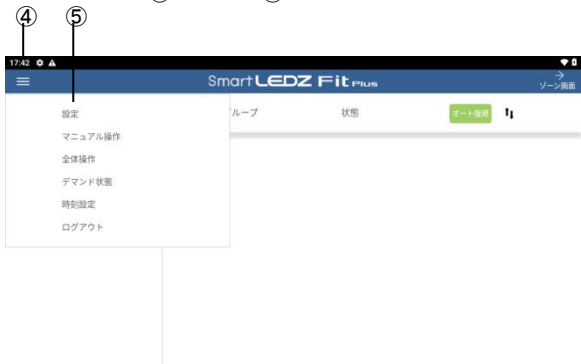 ④ ⑤
17:42
Smart LEDZ Fit Plus
ゾーン画面
設定 ループ 状態 オート復帰
マニュアル操作
全体操作
デマンド状態
時刻設定
ログアウト